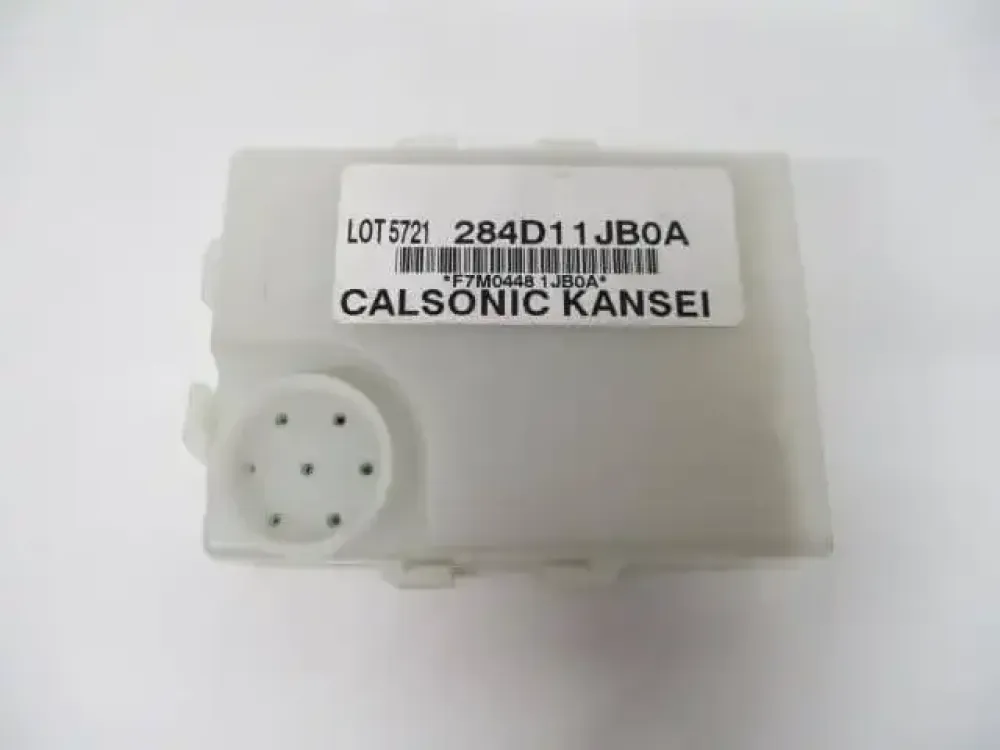 LOT 5721 284D11JB0A
*F7M0448 1JB0A*
CALSONIC KANSEI